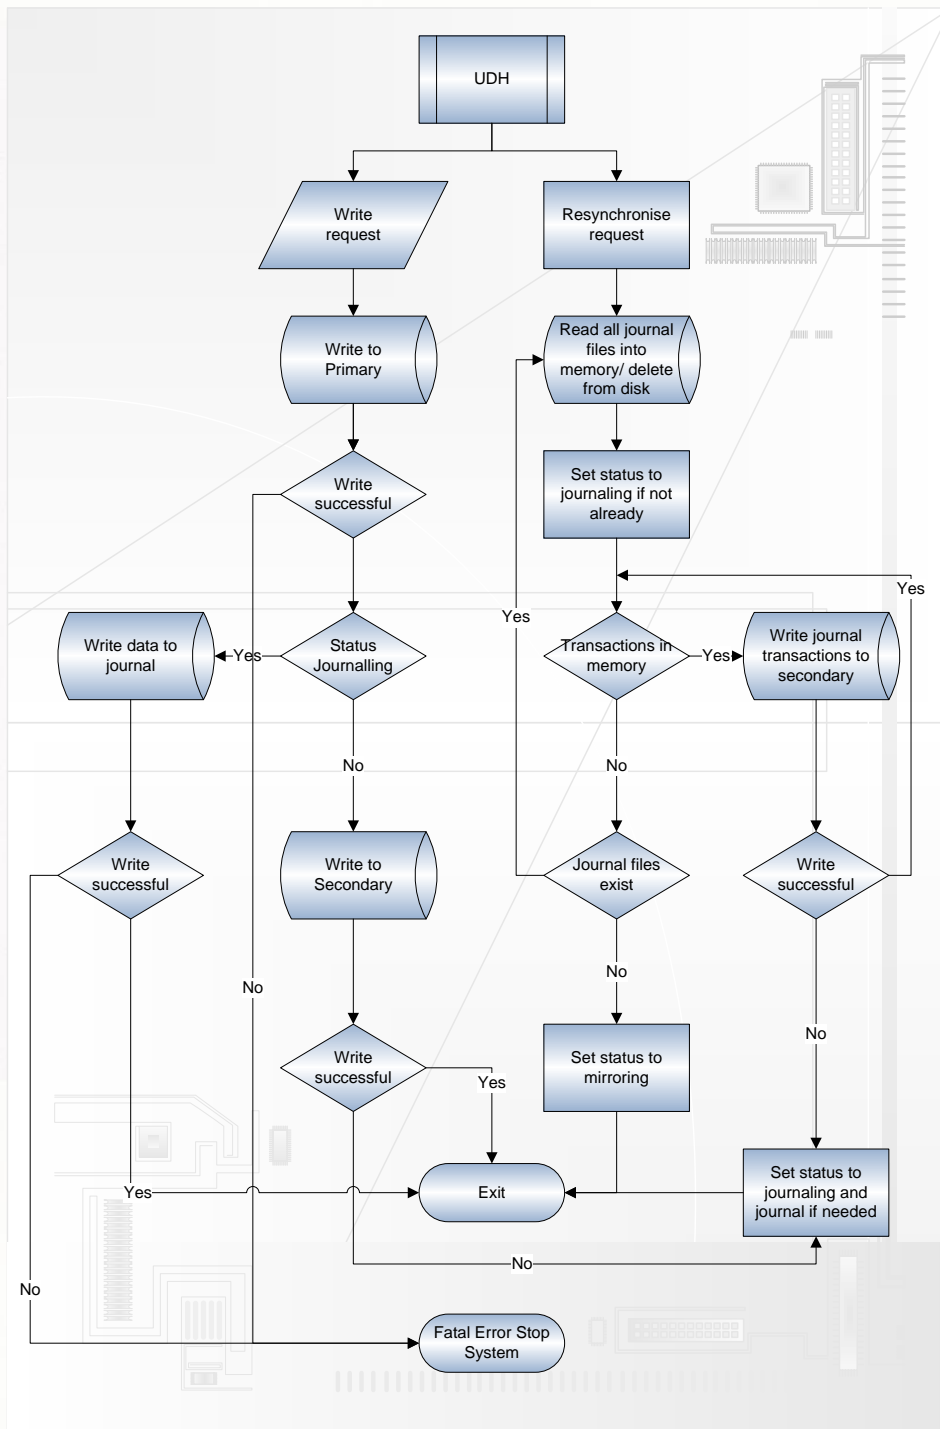 UDH
Write
request
Resynchronise
request
Write to
Primary
Read all journal
files into
memory/ delete
from disk
Write
successful
Set status to
journaling if not
already
Yes
Yes
Write data to
journal
Yes
Status
Journalling
Transactions in
memory
Yes
Write journal
transactions to
secondary
No
No
Write
successful
Write to
Secondary
Journal files
exist
Write
successful
No
No
No
Write
successful
Yes
Set status to
mirroring
Yes
Exit
Set status to
journaling and
journal if needed
No
No
Fatal Error Stop
System